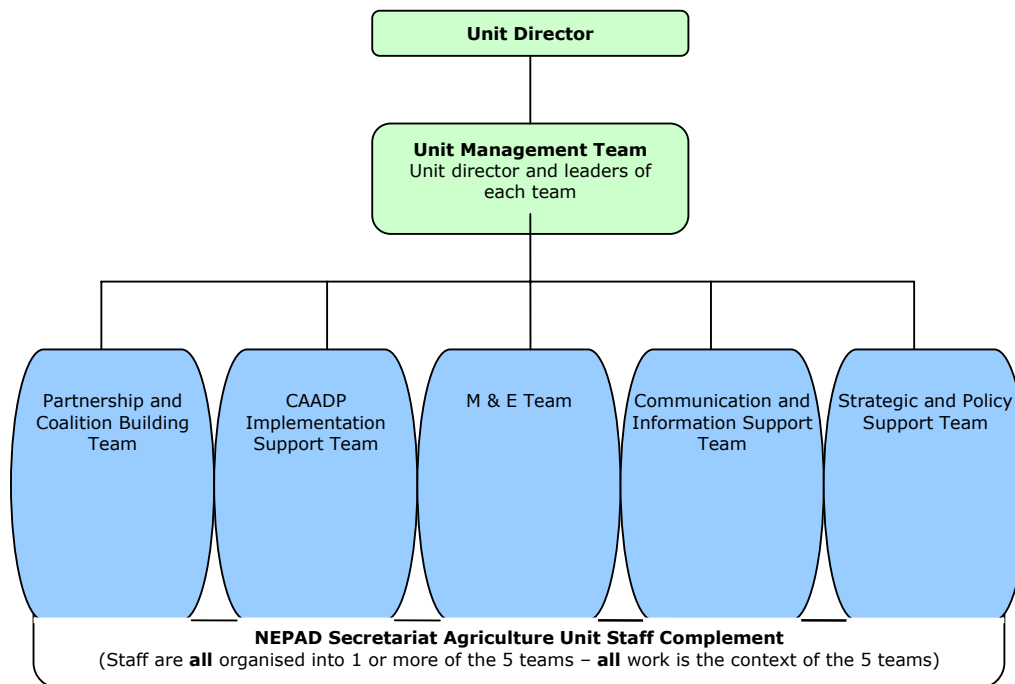 Unit Director
Unit Management Team
Unit director and leaders of
each team
Partnership and
Coalition Building
Team
CAADP
Implementation
Support Team
M & E Team
Communication and
Information Support
Team
Strategic and Policy
Support Team
NEPAD Secretariat Agriculture Unit Staff Complement
(Staff are all organised into 1 or more of the 5 teams – all work is the context of the 5 teams)